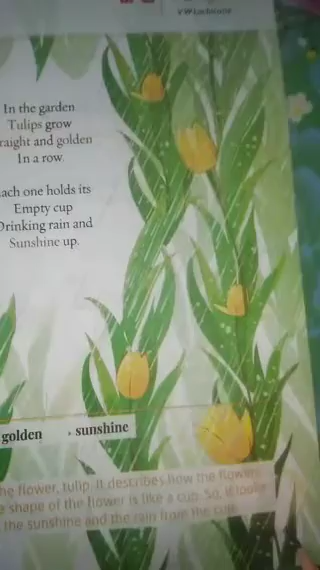 V W Lachicotte
In the garden
Tulips grow
raight and golden
In a row.
ach one holds its
Empty cup
Drinking rain and
Sunshine up.
golden
sunshine
he flower, tulip. It describes how the flowers
e shape of the flower is like a cup. So, it looks
the sunshine and the rain from the cup.